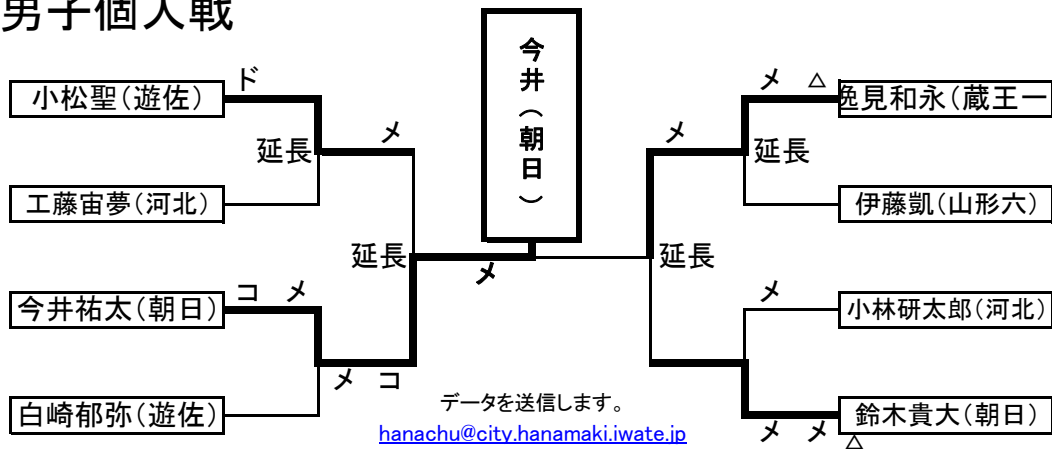 男子個人戦
今井(朝日)
小松聖(遊佐)
ド
延長
メ
工藤宙夢(河北)
延長
メ
今井祐太(朝日)
コ メ
メ コ
白崎郁弥(遊佐)
メ △
逸見和永(蔵王一
メ
延長
伊藤凱(山形六)
延長
メ
小林研太郎(河北)
鈴木貴大(朝日)
メ メ △
データを送信します。
hanachu@city.hanamaki.iwate.jp